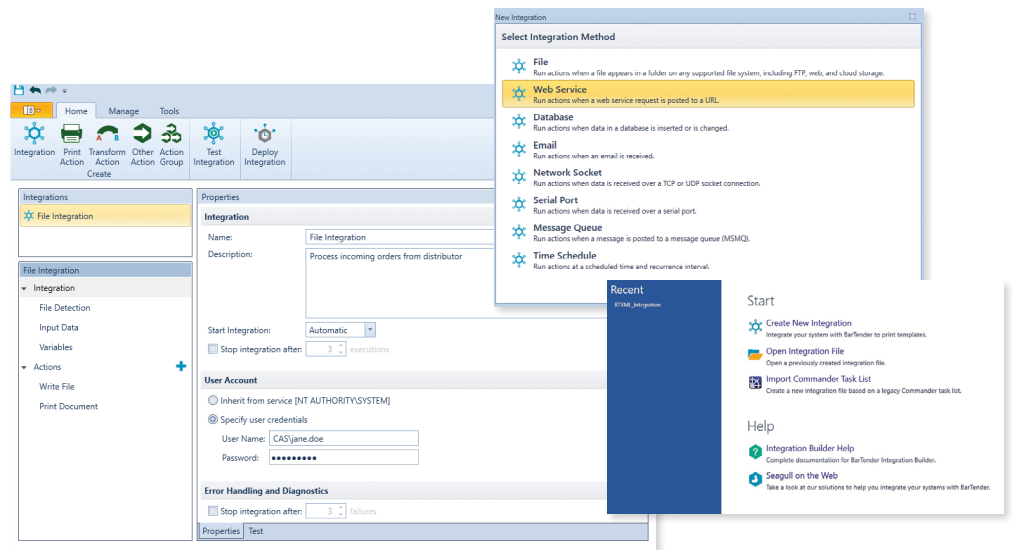 New Integration
Select Integration Method
File
Run actions when a file appears in a folder on any supported file system, including FTP, web, and cloud storage.
Web Service
Run actions when a web service request is posted to a URL.
Database
Run actions when data in a database is inserted or is changed.
Email
Run actions when an email is received.
Network Socket
Run actions when data is received over a TCP or UDP socket connection.
Serial Port
Run actions when data is received over a serial port.
Message Queue
Run actions when a message is posted to a message queue (MSMQ).
Time Schedule
Run actions at a scheduled time and recurrence interval.
Home Manage Tools
Integration Print Action Transform Action Other Action Action Group Test Integration Deploy Integration
A B
Create
Integrations
File Integration
File Integration
Integration
File Detection
Input Data
Variables
Actions
Write File
Print Document
Properties
Integration
Name: File Integration
Description: Process incoming orders from distributor
Start Integration: Automatic
Stop integration after: 3 executions
User Account
Inherit from service [NT AUTHORITY\SYSTEM]
Specify user credentials
User Name: CAS\jane.doe
Password: •••••••••
Error Handling and Diagnostics
Stop integration after: 3 failures
Properties Test
Recent
BTXML_Integration
Start
Create New Integration
Integrate your system with BarTender to print templates.
Open Integration File
Open a previously created integration file.
Import Commander Task List
Create a new integration file based on a legacy Commander task list.
Help
Integration Builder Help
Complete documentation for BarTender Integration Builder.
Seagull on the Web
Take a look at our solutions to help you integrate your systems with BarTender.